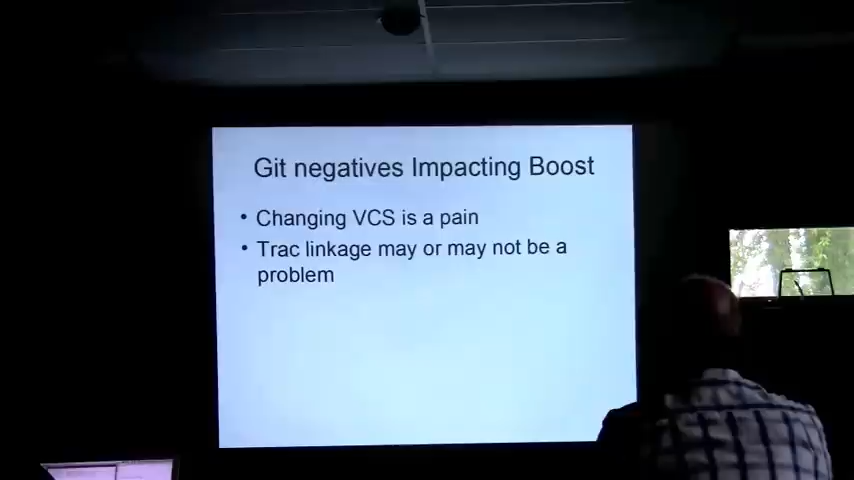 Git negatives Impacting Boost
• Changing VCS is a pain
• Trac linkage may or may not be a
problem